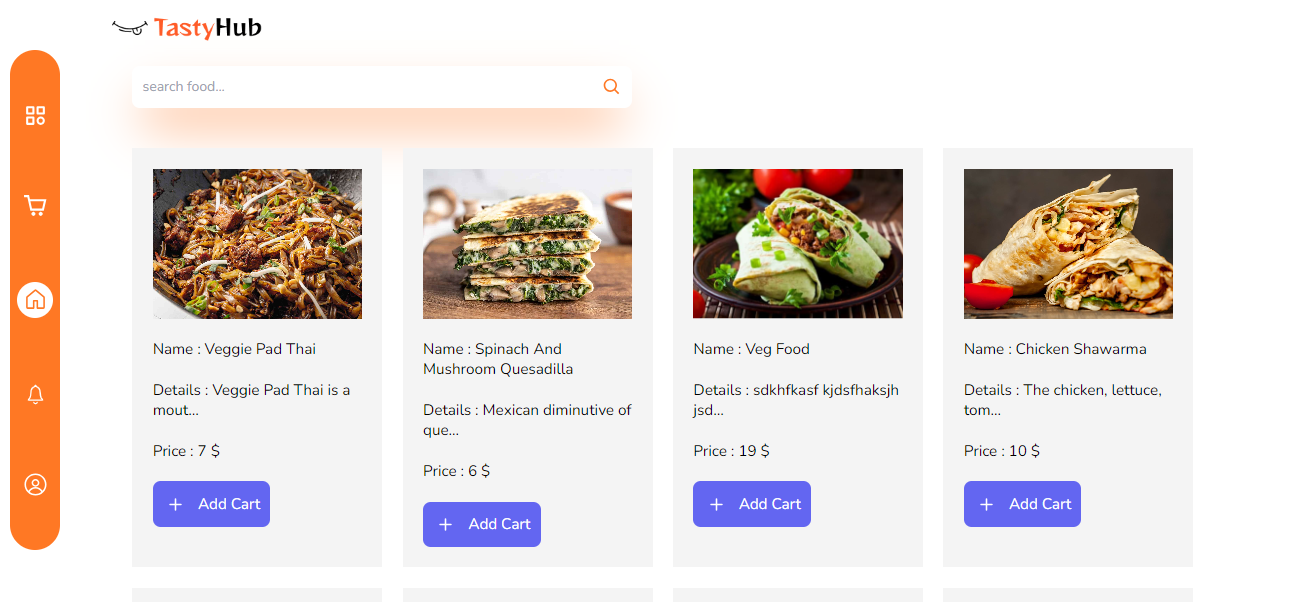 TastyHub
search food...
Name : Veggie Pad Thai
Details : Veggie Pad Thai is a
mout...
Price : 7 $
Add Cart
Name : Spinach And
Mushroom Quesadilla
Details : Mexican diminutive of
que...
Price : 6 $
Add Cart
Name : Veg Food
Details : sdkhfkasf kjdsfhaksjh
jsd...
Price : 19 $
Add Cart
Name : Chicken Shawarma
Details : The chicken, lettuce,
tom...
Price : 10 $
Add Cart